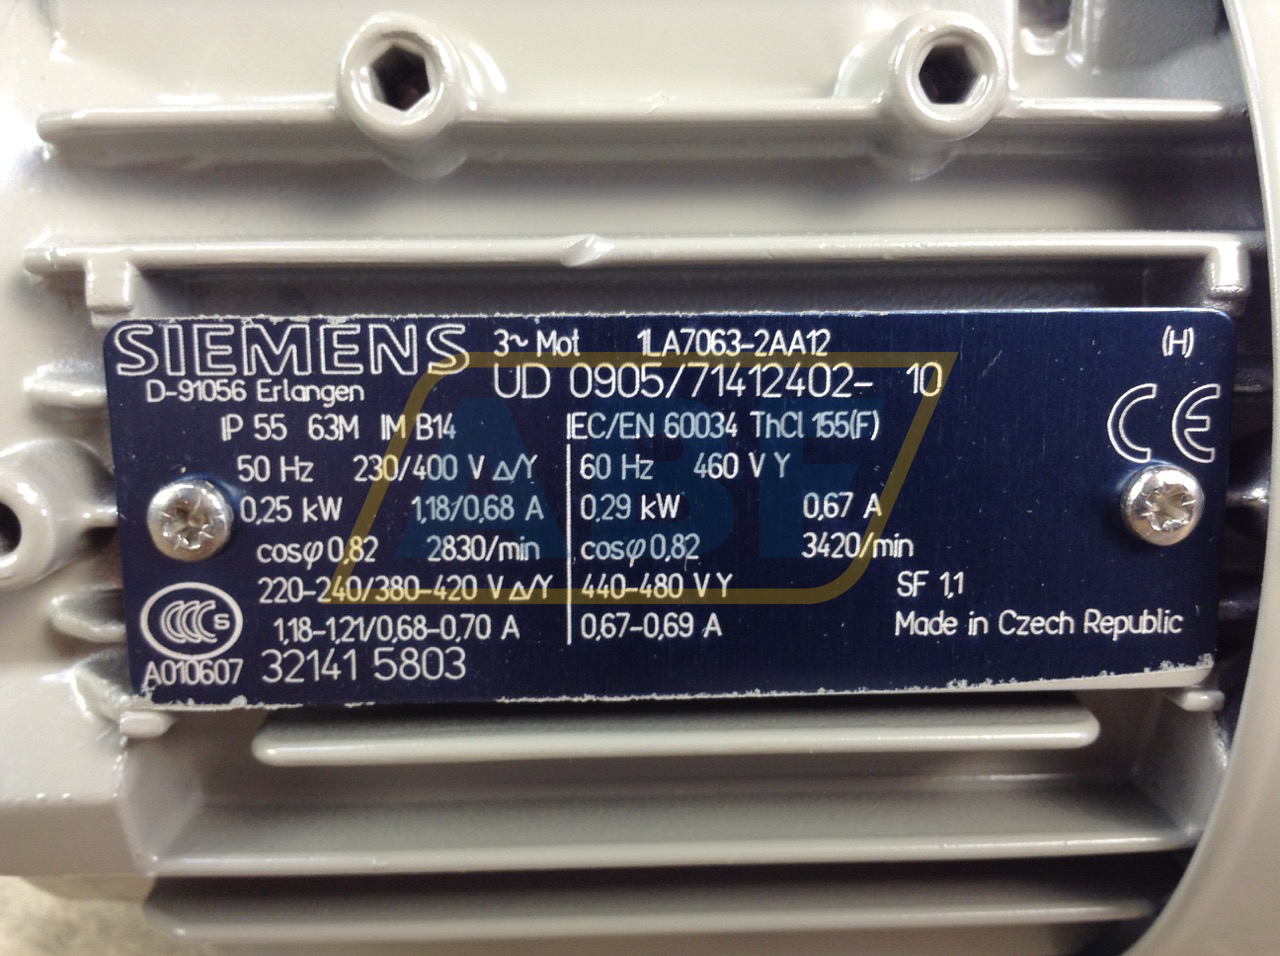 SIEMENS 3~ Mot 1LA7063-2AA12 (H)
D-91056 Erlangen UD 0905/71412402- 10
IP 55 63M IM B14 IEC/EN 60034 ThCl 155(F) CE
50 Hz 230/400 V △/Y 60 Hz 460 V Y
0,25 kW 1,18/0,68 A 0,29 kW 0,67 A
cosφ 0,82 2830/min cosφ 0,82 3420/min
220-240/380-420 V △/Y 440-480 V Y SF 1,1
1,18-1,21/0,68-0,70 A 0,67-0,69 A Made in Czech Republic
CCC S
A010607 32141 5803
ABF